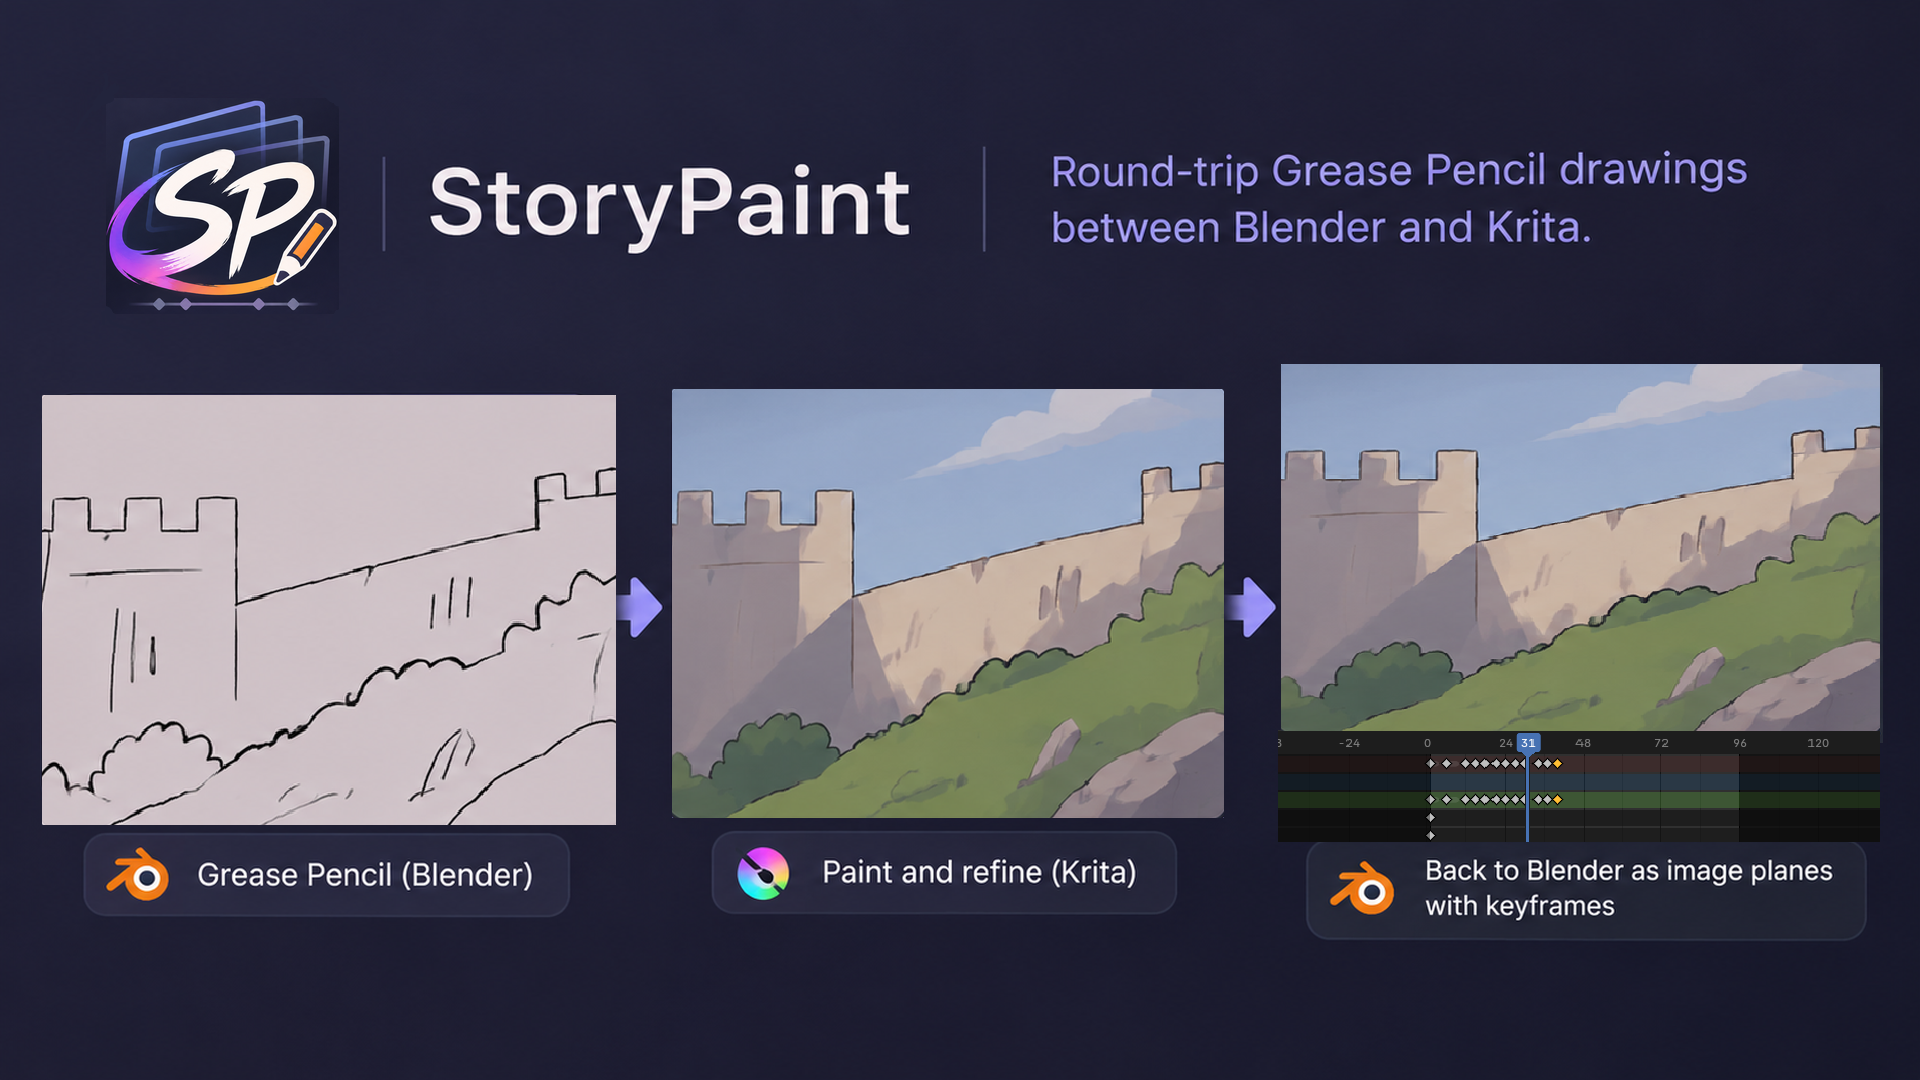 SP
StoryPaint
Round-trip Grease Pencil drawings
between Blender and Krita.
-24 0 24 31 48 72 96 120
Grease Pencil (Blender)
Paint and refine (Krita)
Back to Blender as image planes
with keyframes